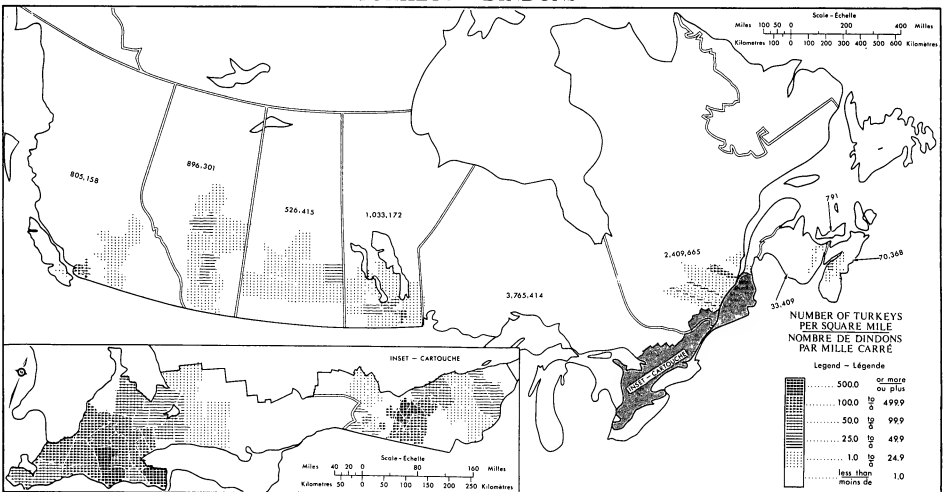 Scale – Échelle
Miles 100 50 0 200 400 Milles
Kilometres 100 0 100 200 300 400 500 600 Kilomètres
805,158
896,301
526,415
1,033,172
3,765,414
2,409,665
791
70,368
33,409
INSET – CARTOUCHE
NUMBER OF TURKEYS
PER SQUARE MILE
NOMBRE DE DINDONS
PAR MILLE CARRÉ
Legend – Légende
500.0 or more ou plus
100.0 to à 499.9
50.0 to à 99.9
25.0 to à 49.9
1.0 to à 24.9
less than moins de 1.0
INSET – CARTOUCHE
Scale – Échelle
Miles 40 20 0 80 160 Milles
Kilometres 50 0 50 100 150 200 250 Kilomètres